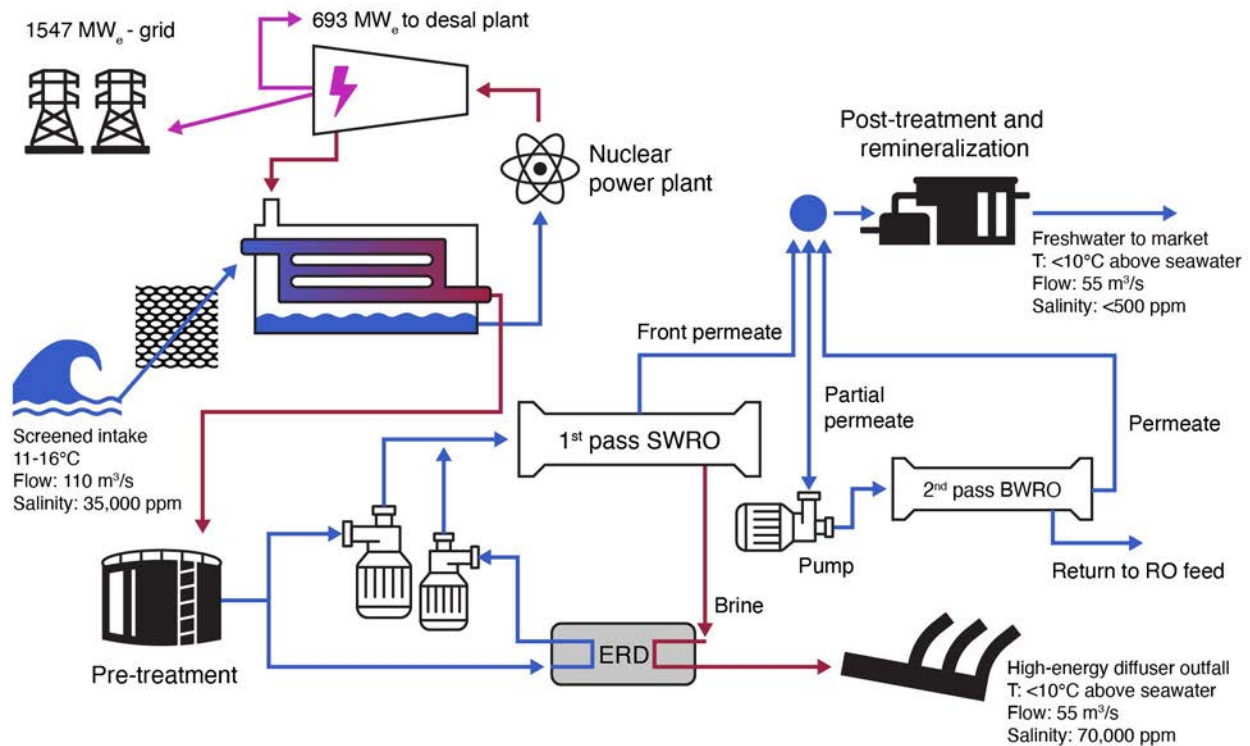 1547 MWₑ - grid
693 MWₑ to desal plant
Nuclear
power plant
Post-treatment and
remineralization
Freshwater to market
T: <10°C above seawater
Flow: 55 m³/s
Salinity: <500 ppm
Screened intake
11-16°C
Flow: 110 m³/s
Salinity: 35,000 ppm
Front permeate
Partial
permeate
Permeate
1ˢᵗ pass SWRO
2ⁿᵈ pass BWRO
Pump
Return to RO feed
Brine
Pre-treatment
ERD
High-energy diffuser outfall
T: <10°C above seawater
Flow: 55 m³/s
Salinity: 70,000 ppm